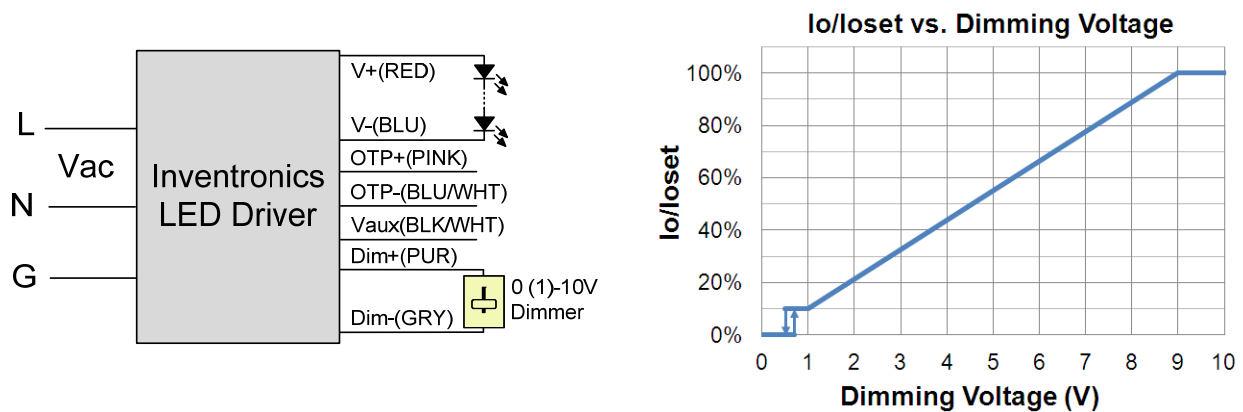 L
Vac
N
G
Inventronics
LED Driver
V+(RED)
V-(BLU)
OTP+(PINK)
OTP-(BLU/WHT)
Vaux(BLK/WHT)
Dim+(PUR)
Dim-(GRY)
0 (1)-10V
Dimmer
Io/Ioset vs. Dimming Voltage
Io/Ioset
100%
80%
60%
40%
20%
0%
0 1 2 3 4 5 6 7 8 9 10
Dimming Voltage (V)